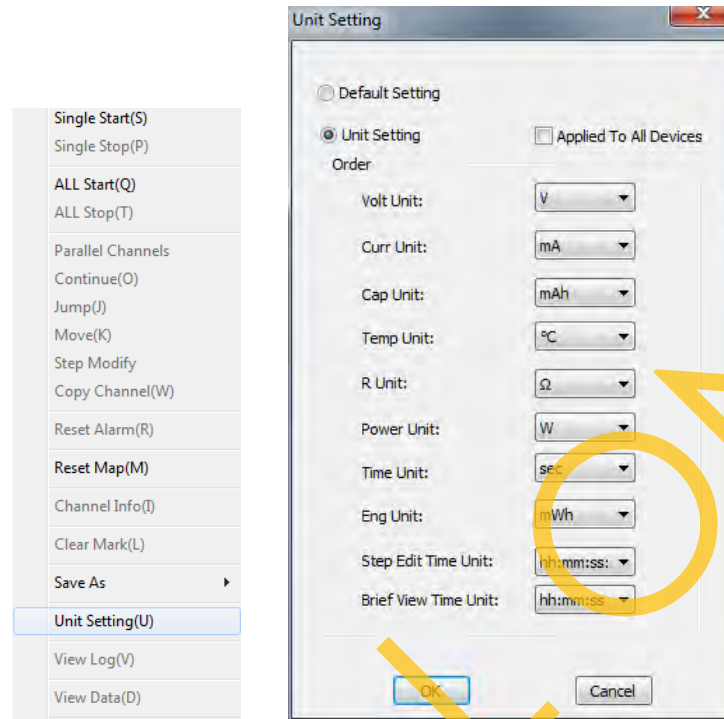 Single Start(S)
Single Stop(P)
ALL Start(Q)
ALL Stop(T)
Parallel Channels
Continue(O)
Jump(J)
Move(K)
Step Modify
Copy Channel(W)
Reset Alarm(R)
Reset Map(M)
Channel Info(I)
Clear Mark(L)
Save As
Unit Setting(U)
View Log(V)
View Data(D)
Unit Setting
Default Setting
Unit Setting Applied To All Devices
Order
Volt Unit: V
Curr Unit: mA
Cap Unit: mAh
Temp Unit: ℃
R Unit: Ω
Power Unit: W
Time Unit: sec
Eng Unit: mWh
Step Edit Time Unit: hh:mm:ss:
Brief View Time Unit: hh:mm:ss
OK Cancel